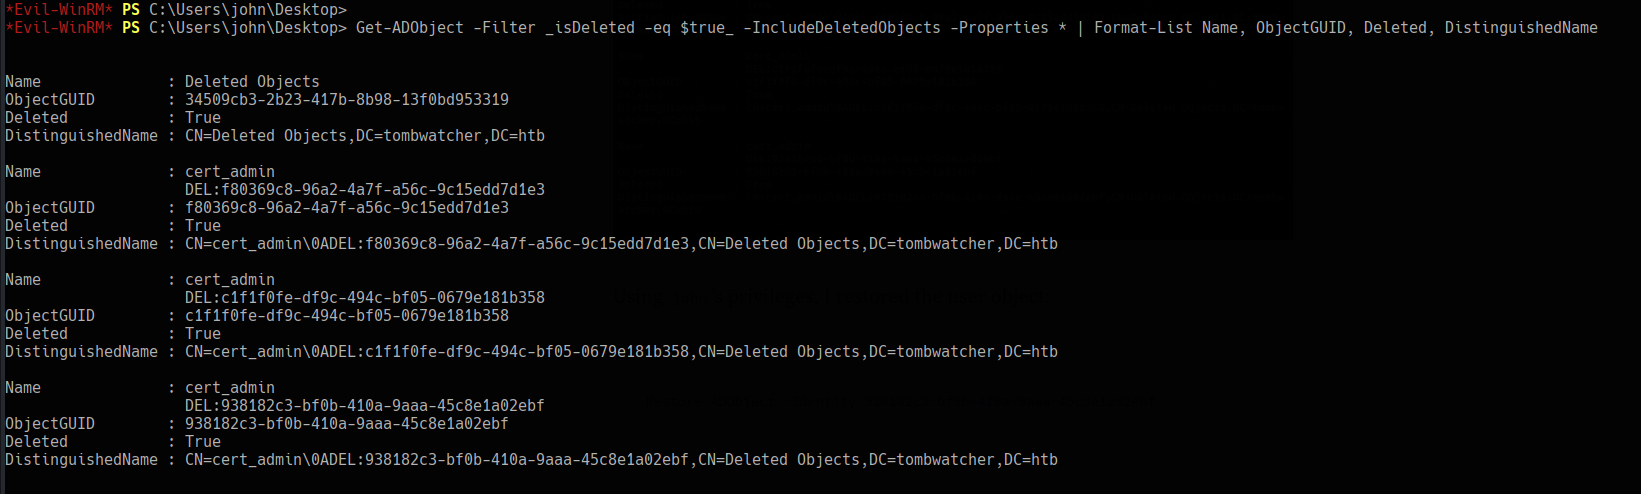 *Evil-WinRM* PS C:\Users\john\Desktop>
*Evil-WinRM* PS C:\Users\john\Desktop> Get-ADObject -Filter _isDeleted -eq $true_ -IncludeDeletedObjects -Properties * | Format-List Name, ObjectGUID, Deleted, DistinguishedName
Name : Deleted Objects
ObjectGUID : 34509cb3-2b23-417b-8b98-13f0bd953319
Deleted : True
DistinguishedName : CN=Deleted Objects,DC=tombwatcher,DC=htb
Name : cert_admin
DEL:f80369c8-96a2-4a7f-a56c-9c15edd7d1e3
ObjectGUID : f80369c8-96a2-4a7f-a56c-9c15edd7d1e3
Deleted : True
DistinguishedName : CN=cert_admin\0ADEL:f80369c8-96a2-4a7f-a56c-9c15edd7d1e3,CN=Deleted Objects,DC=tombwatcher,DC=htb
Name : cert_admin
DEL:c1f1f0fe-df9c-494c-bf05-0679e181b358
ObjectGUID : c1f1f0fe-df9c-494c-bf05-0679e181b358
Deleted : True
DistinguishedName : CN=cert_admin\0ADEL:c1f1f0fe-df9c-494c-bf05-0679e181b358,CN=Deleted Objects,DC=tombwatcher,DC=htb
Name : cert_admin
DEL:938182c3-bf0b-410a-9aaa-45c8e1a02ebf
ObjectGUID : 938182c3-bf0b-410a-9aaa-45c8e1a02ebf
Deleted : True
DistinguishedName : CN=cert_admin\0ADEL:938182c3-bf0b-410a-9aaa-45c8e1a02ebf,CN=Deleted Objects,DC=tombwatcher,DC=htb